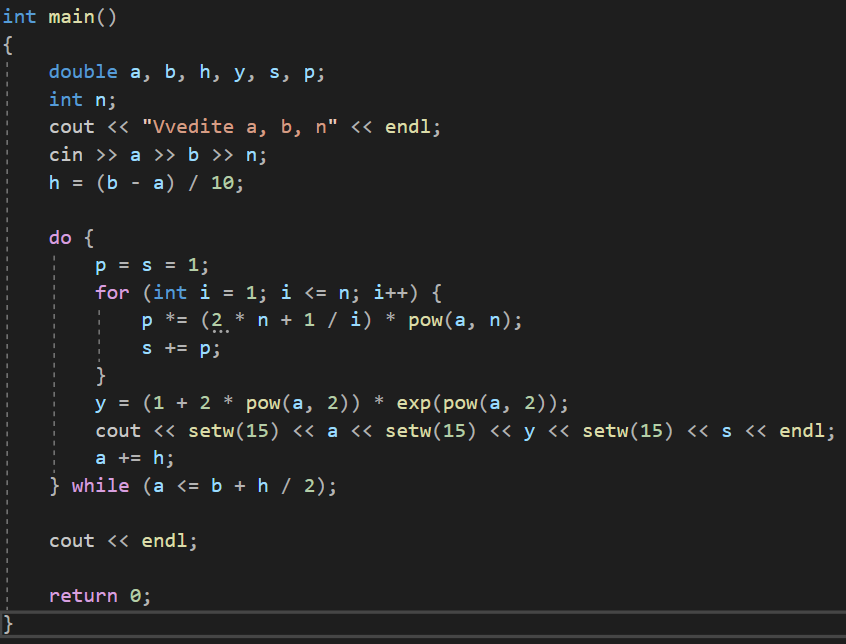 int main()
{
    double a, b, h, y, s, p;
    int n;
    cout << "Vvedite a, b, n" << endl;
    cin >> a >> b >> n;
    h = (b - a) / 10;

    do {
        p = s = 1;
        for (int i = 1; i <= n; i++) {
            p *= (2 * n + 1 / i) * pow(a, n);
            s += p;
        }
        y = (1 + 2 * pow(a, 2)) * exp(pow(a, 2));
        cout << setw(15) << a << setw(15) << y << setw(15) << s << endl;
        a += h;
    } while (a <= b + h / 2);

    cout << endl;

    return 0;
}